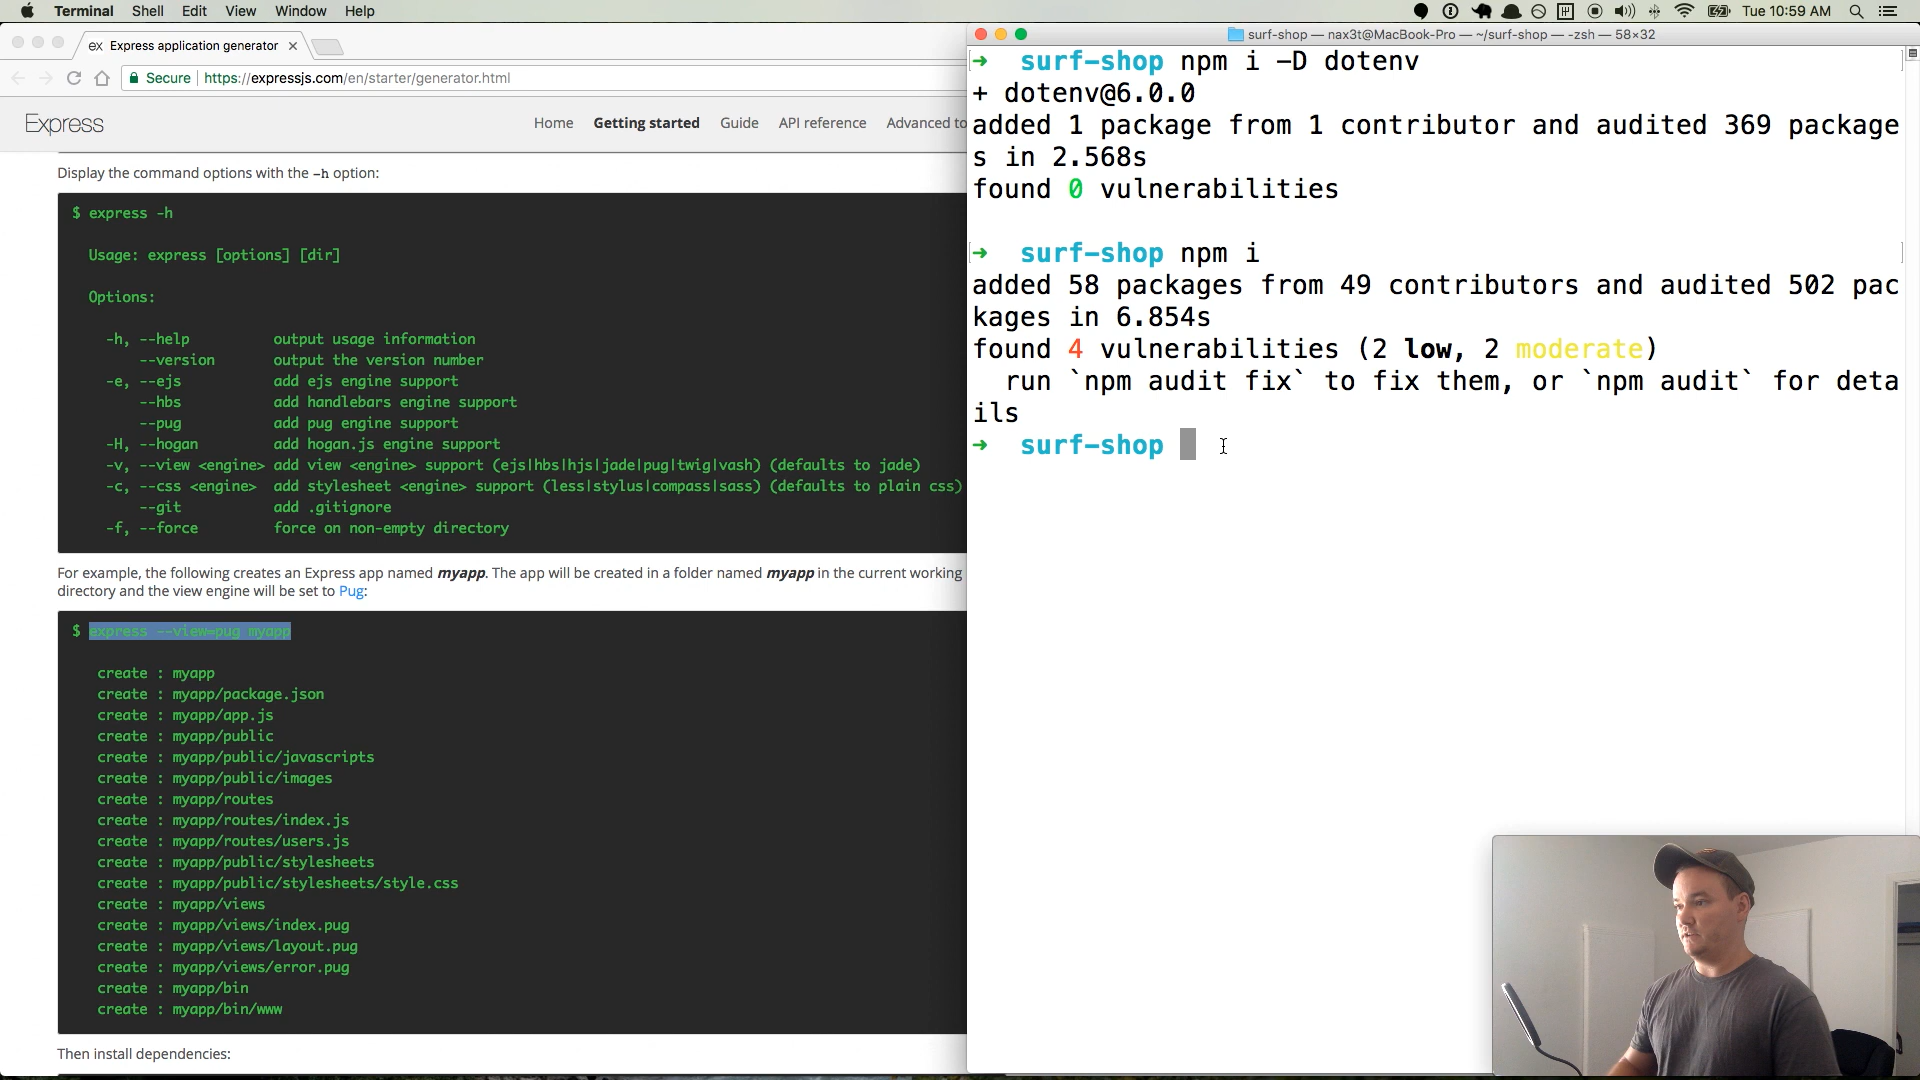 Terminal Shell Edit View Window Help
Tue 10:59 AM
ex Express application generator
Secure https://expressjs.com/en/starter/generator.html
Express
Home Getting started Guide API reference Advanced to
Display the command options with the -h option:
$ express -h
Usage: express [options] [dir]
Options:
-h, --help output usage information
--version output the version number
-e, --ejs add ejs engine support
--hbs add handlebars engine support
--pug add pug engine support
-H, --hogan add hogan.js engine support
-v, --view <engine> add view <engine> support (ejs|hbs|hjs|jade|pug|twig|vash) (defaults to jade)
-c, --css <engine> add stylesheet <engine> support (less|stylus|compass|sass) (defaults to plain css)
--git add .gitignore
-f, --force force on non-empty directory
For example, the following creates an Express app named myapp. The app will be created in a folder named myapp in the current working
directory and the view engine will be set to Pug:
$ express --view=pug myapp
create : myapp
create : myapp/package.json
create : myapp/app.js
create : myapp/public
create : myapp/public/javascripts
create : myapp/public/images
create : myapp/routes
create : myapp/routes/index.js
create : myapp/routes/users.js
create : myapp/public/stylesheets
create : myapp/public/stylesheets/style.css
create : myapp/views
create : myapp/views/index.pug
create : myapp/views/layout.pug
create : myapp/views/error.pug
create : myapp/bin
create : myapp/bin/www
Then install dependencies:
surf-shop — nax3t@MacBook-Pro — ~/surf-shop — -zsh — 58×32
→ surf-shop npm i -D dotenv
+ dotenv@6.0.0
added 1 package from 1 contributor and audited 369 package
s in 2.568s
found 0 vulnerabilities
→ surf-shop npm i
added 58 packages from 49 contributors and audited 502 pac
kages in 6.854s
found 4 vulnerabilities (2 low, 2 moderate)
run `npm audit fix` to fix them, or `npm audit` for deta
ils
→ surf-shop